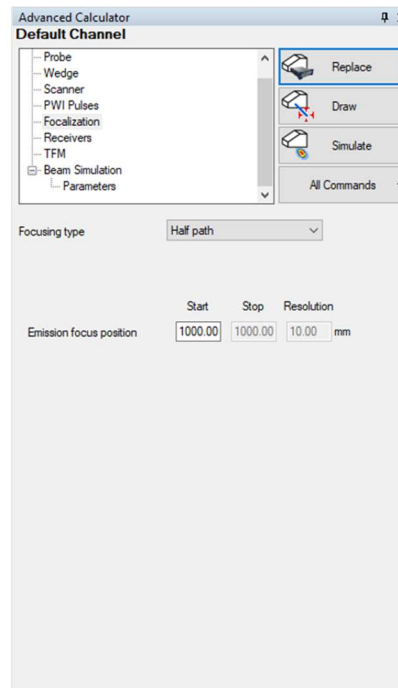 Advanced Calculator
Default Channel
Probe
Wedge
Scanner
PWI Pulses
Focalization
Receivers
TFM
Beam Simulation
Parameters
Replace
Draw
Simulate
All Commands
Focusing type
Half path
Start Stop Resolution
Emission focus position 1000.00 1000.00 10.00 mm